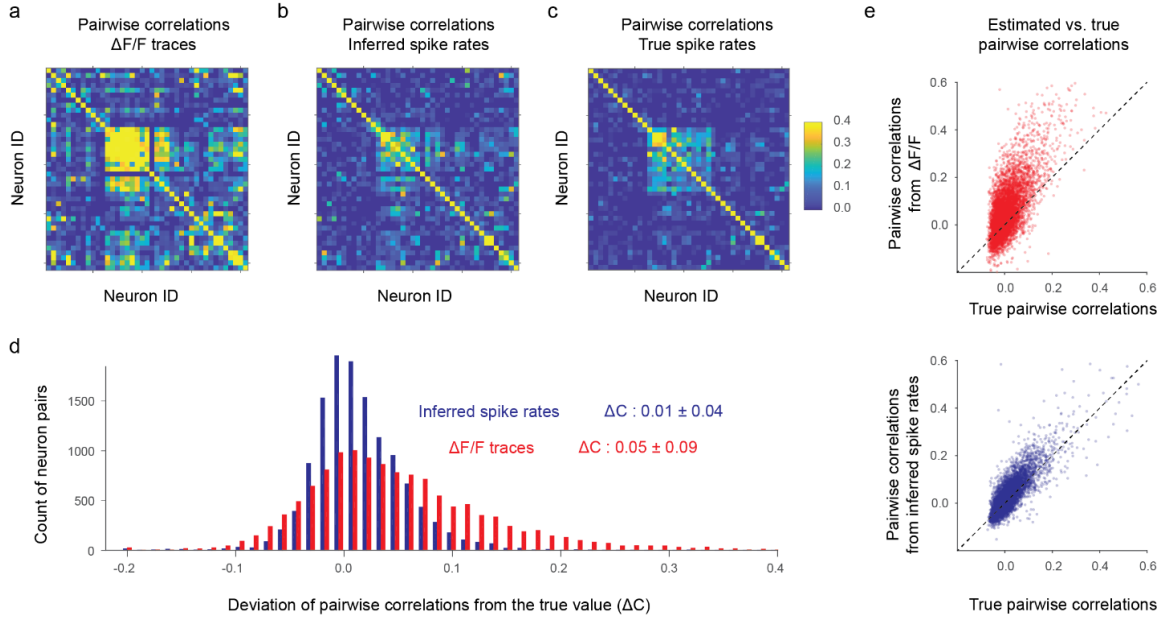 a
Pairwise correlations
ΔF/F traces
Neuron ID
Neuron ID
b
Pairwise correlations
Inferred spike rates
Neuron ID
Neuron ID
c
Pairwise correlations
True spike rates
Neuron ID
Neuron ID
0.4
0.3
0.2
0.1
0.0
e
Estimated vs. true
pairwise correlations
Pairwise correlations
from ΔF/F
0.6
0.4
0.2
0.0
0.0 0.2 0.4 0.6
True pairwise correlations
d
Count of neuron pairs
1500
1000
500
0
Inferred spike rates ΔC : 0.01 ± 0.04
ΔF/F traces ΔC : 0.05 ± 0.09
-0.2 -0.1 0.0 0.1 0.2 0.3 0.4
Deviation of pairwise correlations from the true value (ΔC)
Pairwise correlations
from inferred spike rates
0.6
0.4
0.2
0.0
0.0 0.2 0.4 0.6
True pairwise correlations